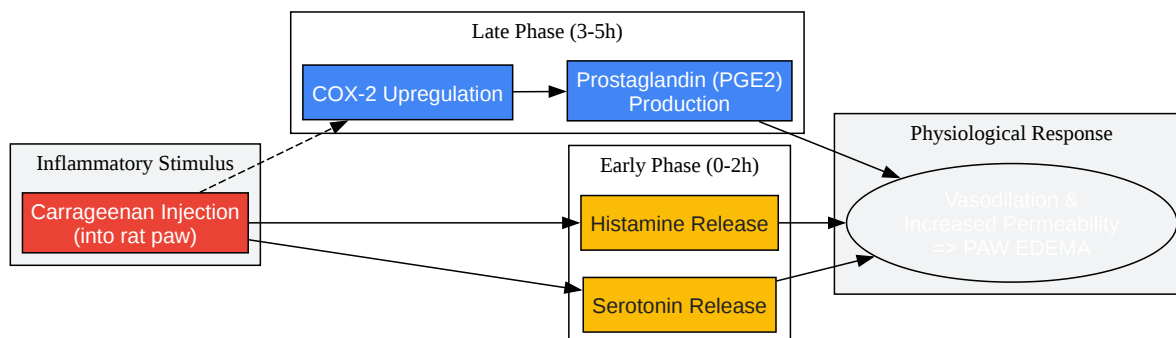 Late Phase (3-5h)
COX-2 Upregulation
Prostaglandin (PGE2)
Production
Inflammatory Stimulus
Carrageenan Injection
(into rat paw)
Early Phase (0-2h)
Histamine Release
Serotonin Release
Physiological Response
Vasodilation &
Increased Permeability
=> PAW EDEMA